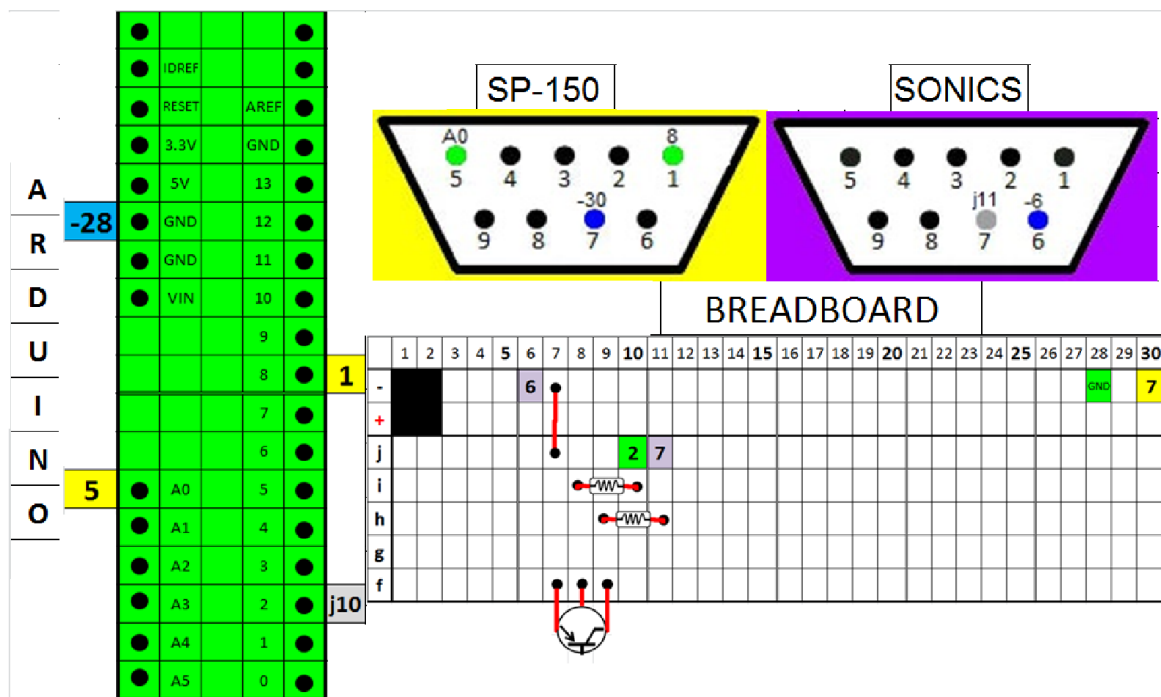 SP-150
SONICS
A0 8
5 4 3 2 1
-30
9 8 7 6
5 4 3 2 1
j11 -6
9 8 7 6
BREADBOARD
A
R
D
U
I
N
O
IDREF
RESET AREF
3.3V GND
5V 13
-28 GND 12
GND 11
VIN 10
9
8 1
7
6
5 A0 5
A1 4
A2 3
A3 2 j10
A4 1
A5 0
1 2 3 4 5 6 7 8 9 10 11 12 13 14 15 16 17 18 19 20 21 22 23 24 25 26 27 28 29 30
- 6 GND 7
+
j 2 7
i
h
g
f